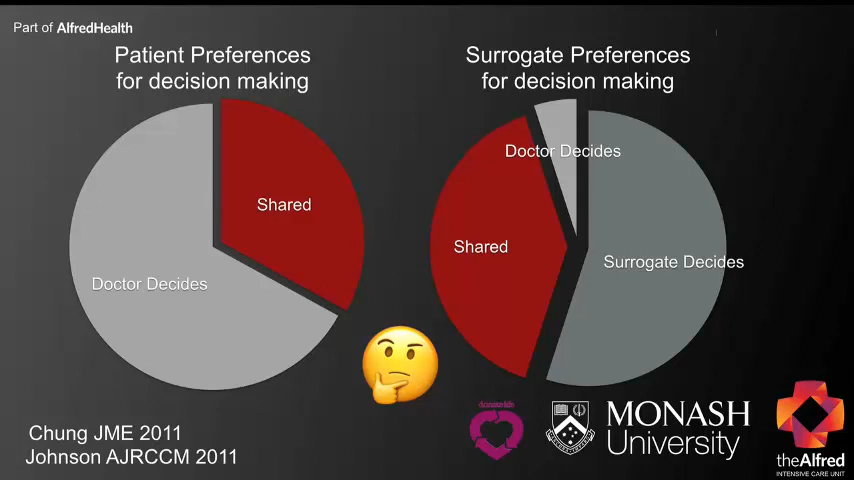 Part of AlfredHealth
Patient Preferences
for decision making
Surrogate Preferences
for decision making
Shared
Doctor Decides
Doctor Decides
Shared
Surrogate Decides
Chung JME 2011
Johnson AJRCCM 2011
donatelife
MONASH
University
theAlfred
INTENSIVE CARE UNIT